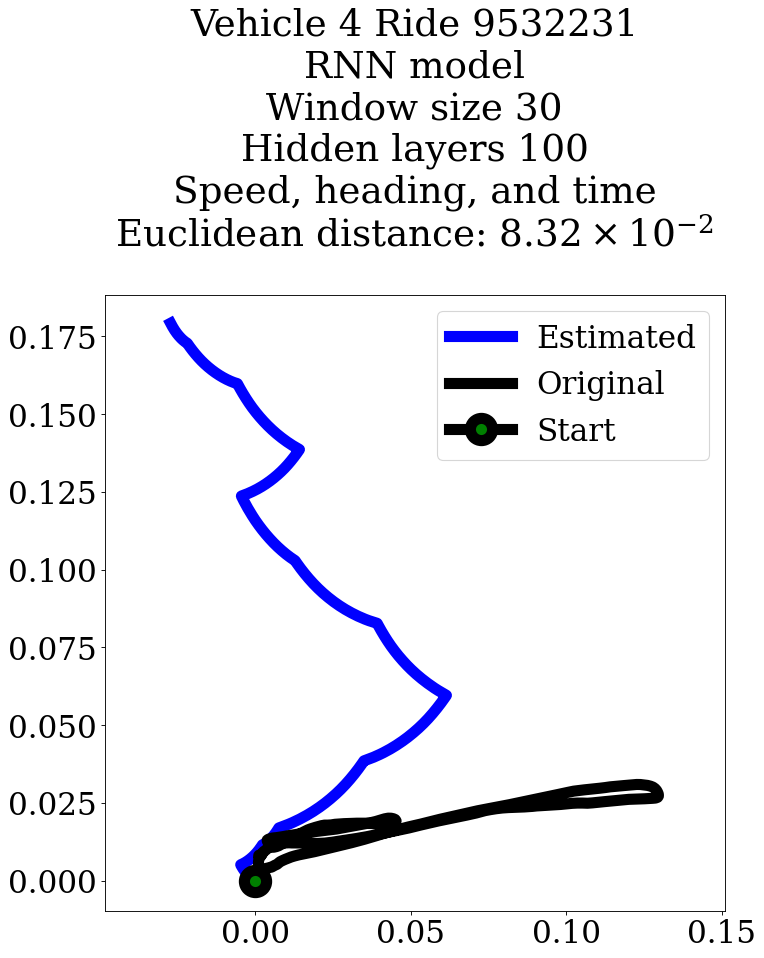 Vehicle 4 Ride 9532231
RNN model
Window size 30
Hidden layers 100
Speed, heading, and time
Euclidean distance: 8.32 × 10⁻²
Estimated
Original
Start
0.175
0.150
0.125
0.100
0.075
0.050
0.025
0.000
0.00 0.05 0.10 0.15